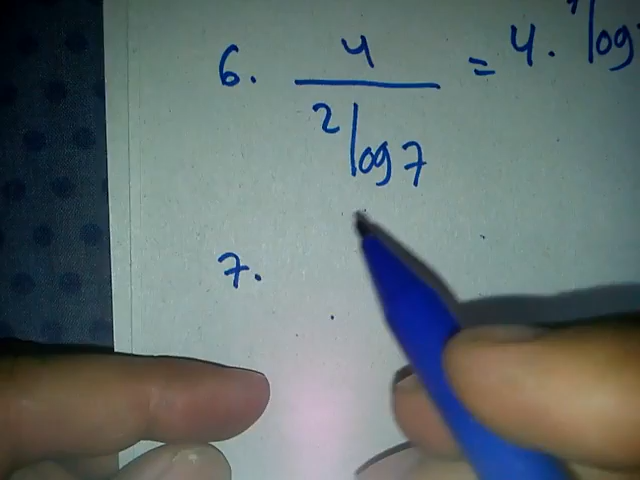 6. 4 / ²log 7 = 4. ⁷log
7.